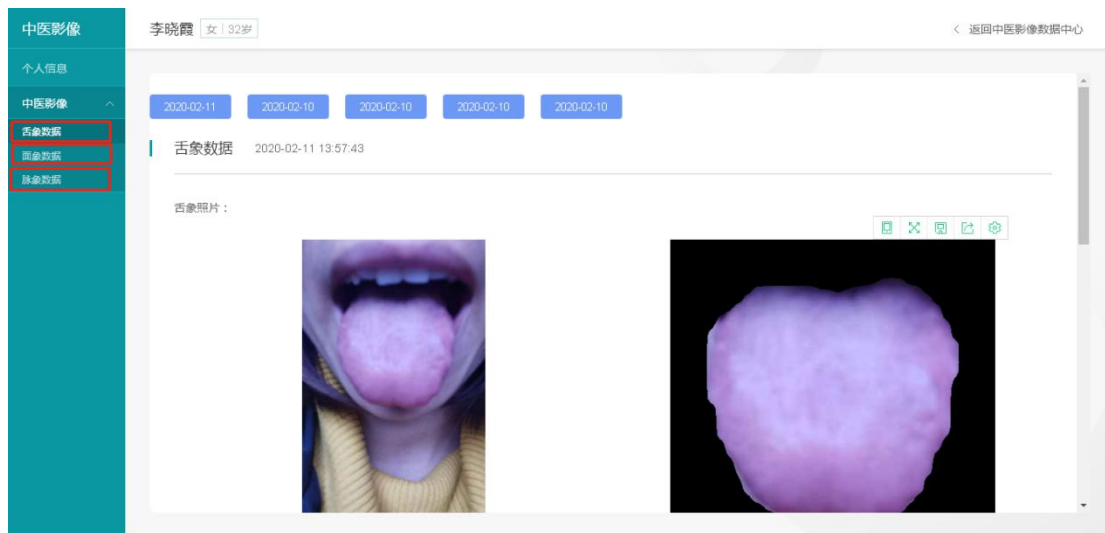 中医影像
李晓霞 女 32岁
< 返回中医影像数据中心
个人信息
中医影像
舌象数据
面象数据
脉象数据
2020-02-11 2020-02-10 2020-02-10 2020-02-10 2020-02-10
舌象数据 2020-02-11 13:57:43
舌象照片：